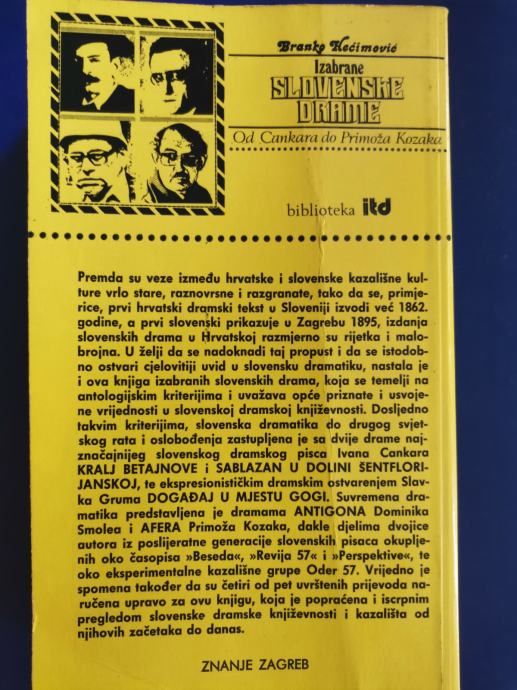 Branko Hećimović
Izabrane
SLOVENSKE
DRAME
Od Cankara do Primoža Kozaka
biblioteka itd
Premda su veze između hrvatske i slovenske kazališne kul-
ture vrlo stare, raznovrsne i razgranate, tako da se, primje-
rice, prvi hrvatski dramski tekst u Sloveniji izvodi već 1862.
godine, a prvi slovenski prikazuje u Zagrebu 1895, izdanja
slovenskih drama u Hrvatskoj razmjerno su rijetka i malo-
brojna. U želji da se nadoknadi taj propust i da se istodob-
no ostvari cjelovitiji uvid u slovensku dramatiku, nastala je
i ova knjiga izabranih slovenskih drama, koja se temelji na
antologijskim kriterijima i uvažava opće priznate i usvoje-
ne vrijednosti u slovenskoj dramskoj književnosti. Dosljedno
takvim kriterijima, slovenska dramatika do drugog svjet-
skog rata i oslobođenja zastupljena je sa dvije drame naj-
značajnijeg slovenskog dramskog pisca Ivana Cankara
KRALJ BETAJNOVE i SABLAZAN U DOLINI ŠENTFLORI-
JANSKOJ, te ekspresionističkim dramskim ostvarenjem Slav-
ka Gruma DOGAĐAJ U MJESTU GOGI. Suvremena dra-
matika predstavljena je dramama ANTIGONA Dominika
Smolea i AFERA Primoža Kozaka, dakle djelima dvojice
autora iz poslijeratne generacije slovenskih pisaca okuplje-
nih oko časopisa »Beseda«, »Revija 57« i »Perspektive«, te
oko eksperimentalne kazališne grupe Oder 57. Vrijedno je
spomena također da su četiri od pet uvrštenih prijevoda na-
ručena upravo za ovu knjigu, koja je popraćena i iscrpnim
pregledom slovenske dramske književnosti i kazališta od
njihovih začetaka do danas.
ZNANJE ZAGREB